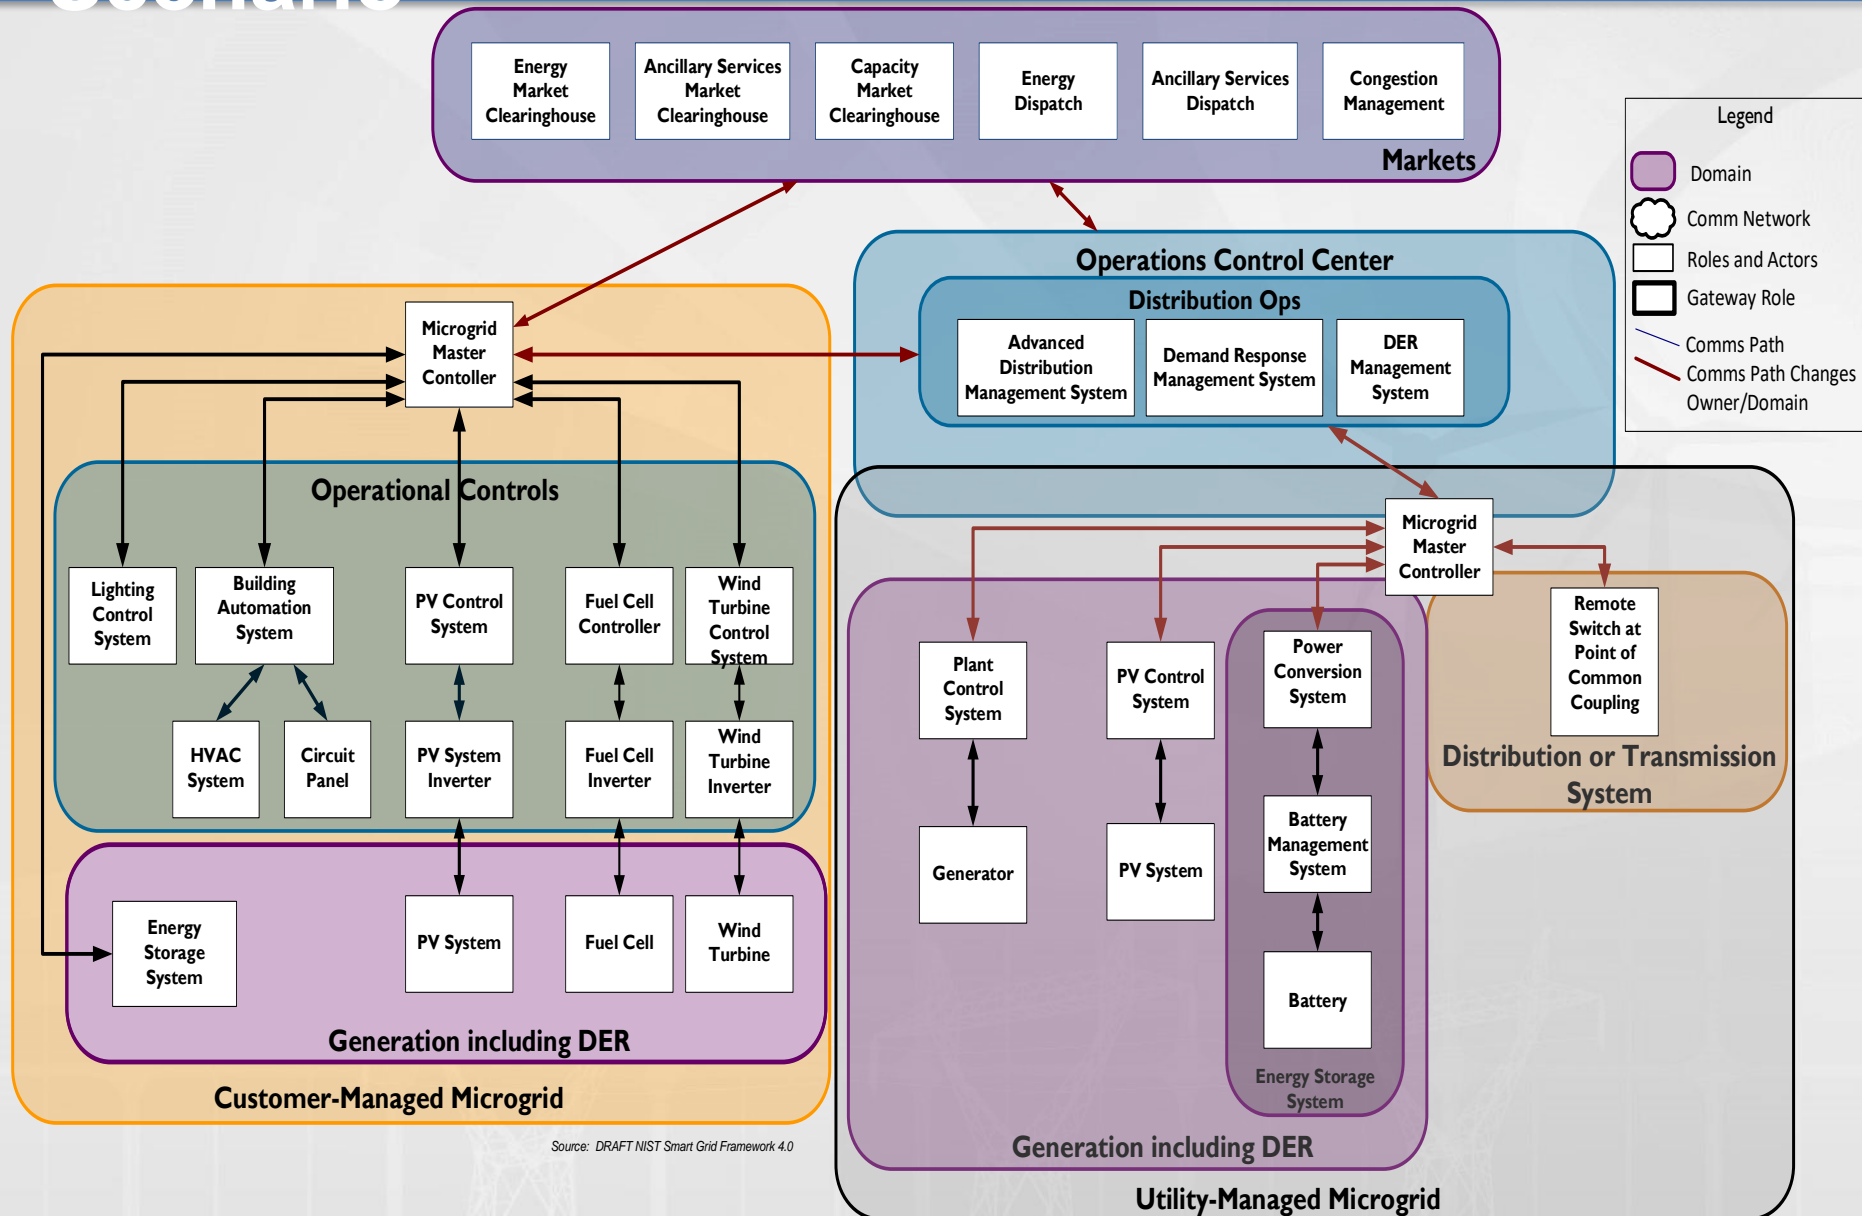 Scenario
Energy
Market
Clearinghouse
Ancillary Services
Market
Clearinghouse
Capacity
Market
Clearinghouse
Energy
Dispatch
Ancillary Services
Dispatch
Congestion
Management
Markets
Legend
Domain
Comm Network
Roles and Actors
Gateway Role
Comms Path
Comms Path Changes
Owner/Domain
Operations Control Center
Distribution Ops
Advanced
Distribution
Management System
Demand Response
Management System
DER
Management
System
Microgrid
Master
Contoller
Operational Controls
Lighting
Control
System
Building
Automation
System
PV Control
System
Fuel Cell
Controller
Wind
Turbine
Control
System
HVAC
System
Circuit
Panel
PV System
Inverter
Fuel Cell
Inverter
Wind
Turbine
Inverter
Energy
Storage
System
PV System
Fuel Cell
Wind
Turbine
Generation including DER
Customer-Managed Microgrid
Source: DRAFT NIST Smart Grid Framework 4.0
Microgrid
Master
Controller
Plant
Control
System
PV Control
System
Power
Conversion
System
Remote
Switch at
Point of
Common
Coupling
Distribution or Transmission
System
Generator
PV System
Battery
Management
System
Battery
Energy Storage
System
Generation including DER
Utility-Managed Microgrid